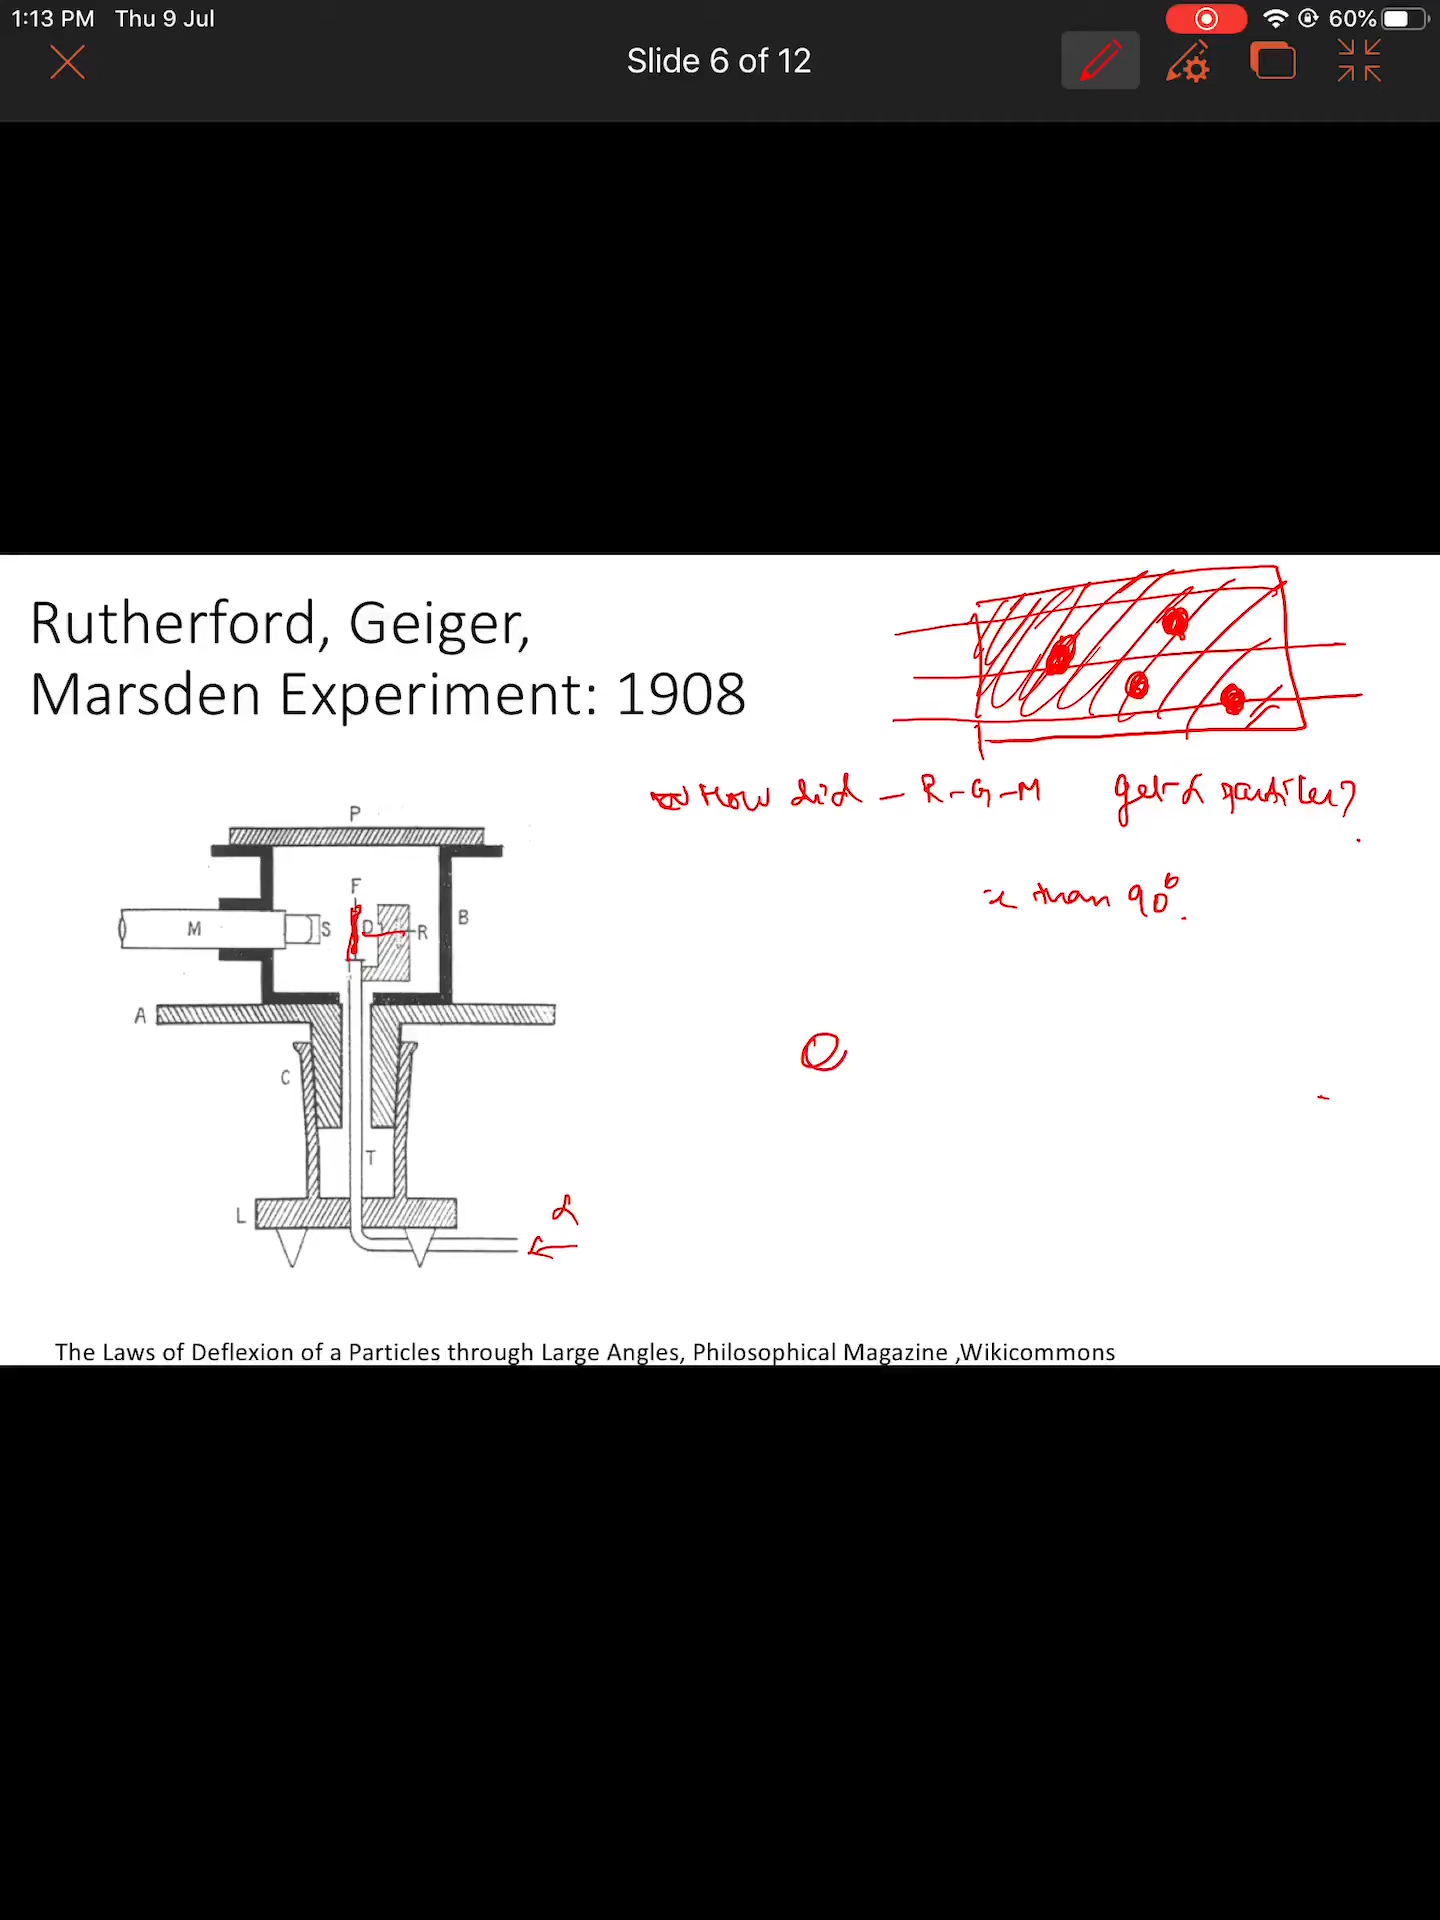 1:13 PM Thu 9 Jul
60%
Slide 6 of 12
Rutherford, Geiger,
Marsden Experiment: 1908
How did - R-G-M get α particles?
than 90°.
P
F
M
S
D
R
B
A
C
T
L
α
The Laws of Deflexion of a Particles through Large Angles, Philosophical Magazine ,Wikicommons